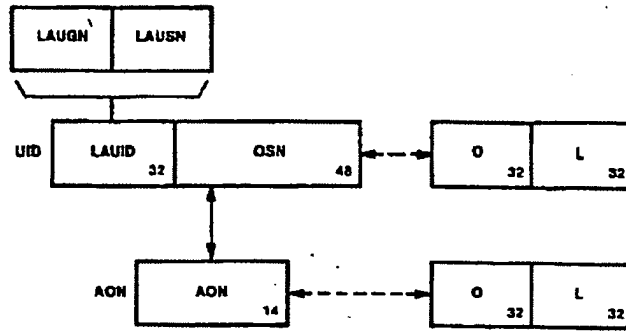 LAUGN LAUSN
UID LAUID 32 OSN 48 O 32 L 32
AON AON 14 O 32 L 32